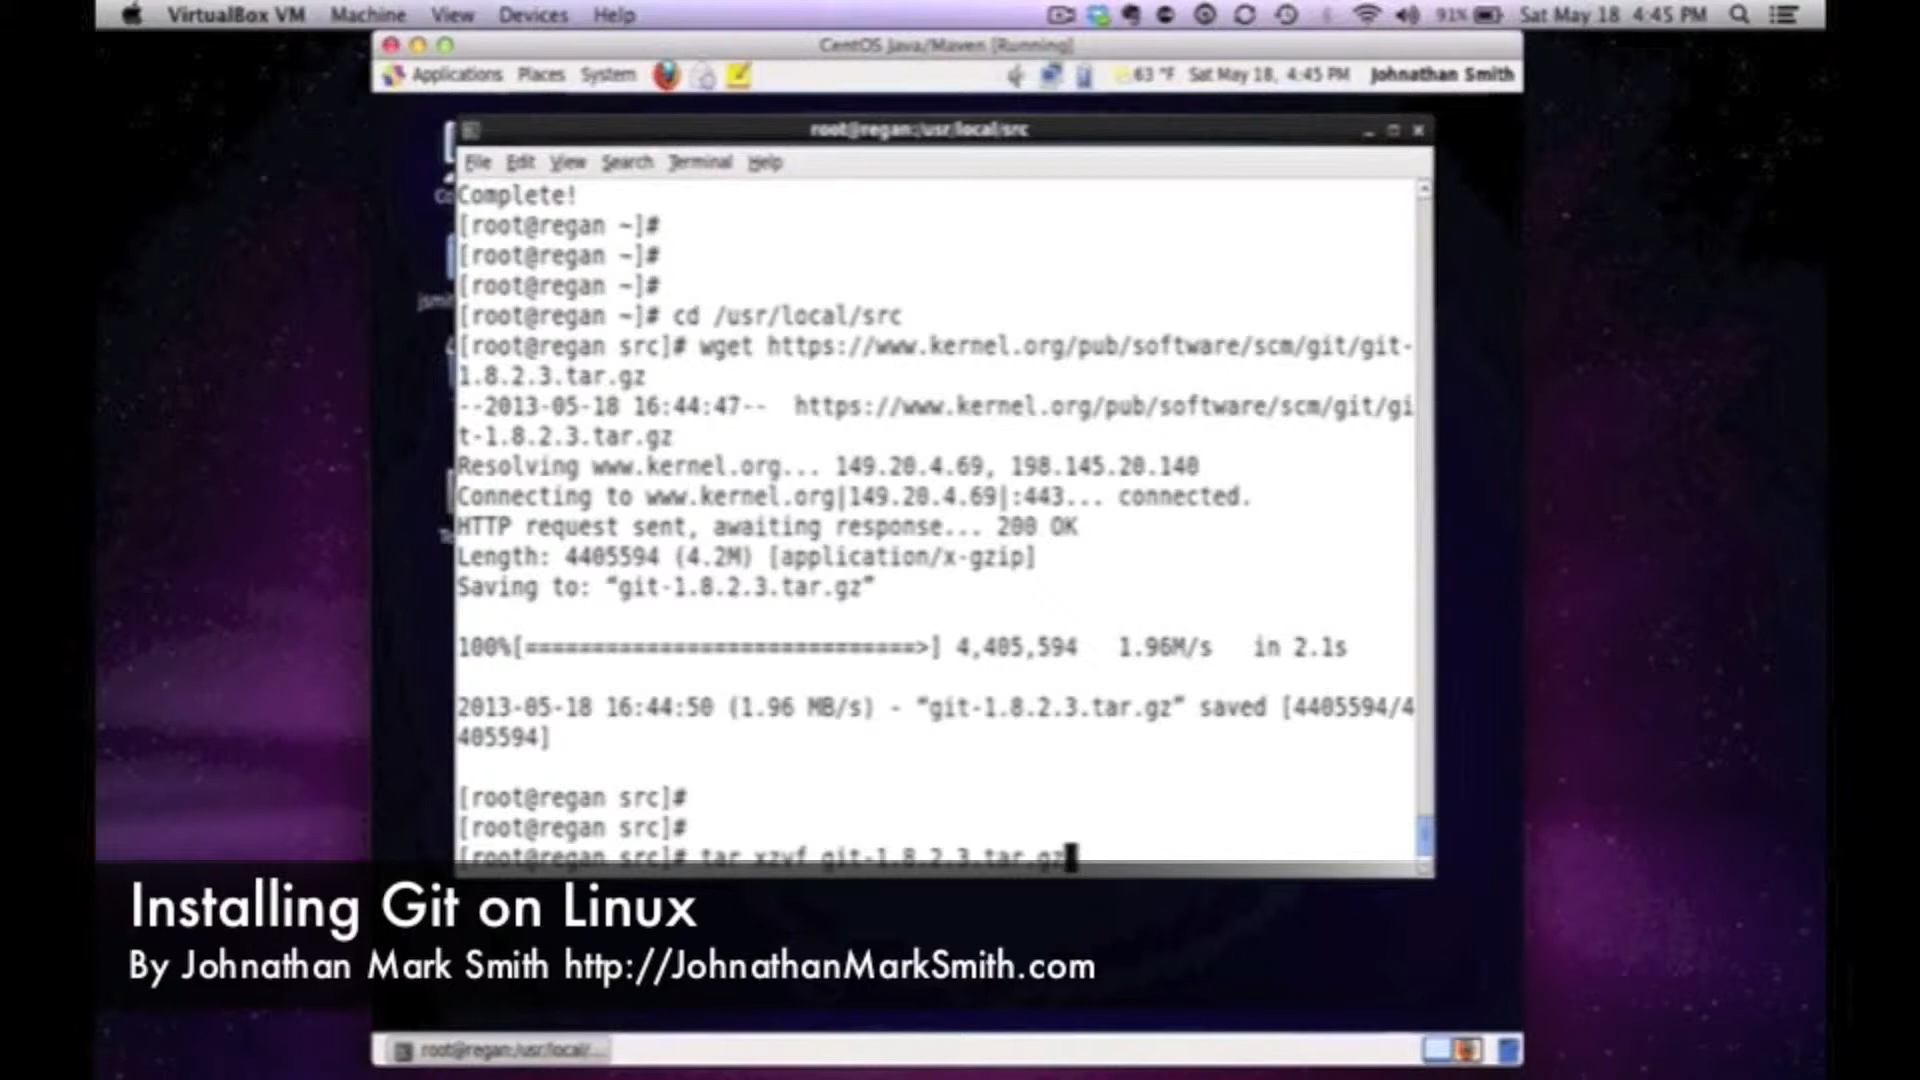 VirtualBox VM Machine View Devices Help 91% Sat May 18 4:45 PM
CentOS Java/Maven [Running]
Applications Places System 63 °F Sat May 18, 4:45 PM Johnathan Smith
root@regan:/usr/local/src
File Edit View Search Terminal Help
Complete!
[root@regan ~]#
[root@regan ~]#
[root@regan ~]#
[root@regan ~]# cd /usr/local/src
[root@regan src]# wget https://www.kernel.org/pub/software/scm/git/git-
1.8.2.3.tar.gz
--2013-05-18 16:44:47-- https://www.kernel.org/pub/software/scm/git/gi
t-1.8.2.3.tar.gz
Resolving www.kernel.org... 149.20.4.69, 198.145.20.140
Connecting to www.kernel.org|149.20.4.69|:443... connected.
HTTP request sent, awaiting response... 200 OK
Length: 4405594 (4.2M) [application/x-gzip]
Saving to: “git-1.8.2.3.tar.gz”
100%[=============================>] 4,405,594 1.96M/s in 2.1s
2013-05-18 16:44:50 (1.96 MB/s) - “git-1.8.2.3.tar.gz” saved [4405594/4
405594]
[root@regan src]#
[root@regan src]#
[root@regan src]# tar xzvf git-1.8.2.3.tar.gz
Installing Git on Linux
By Johnathan Mark Smith http://JohnathanMarkSmith.com
root@regan:/usr/local/...